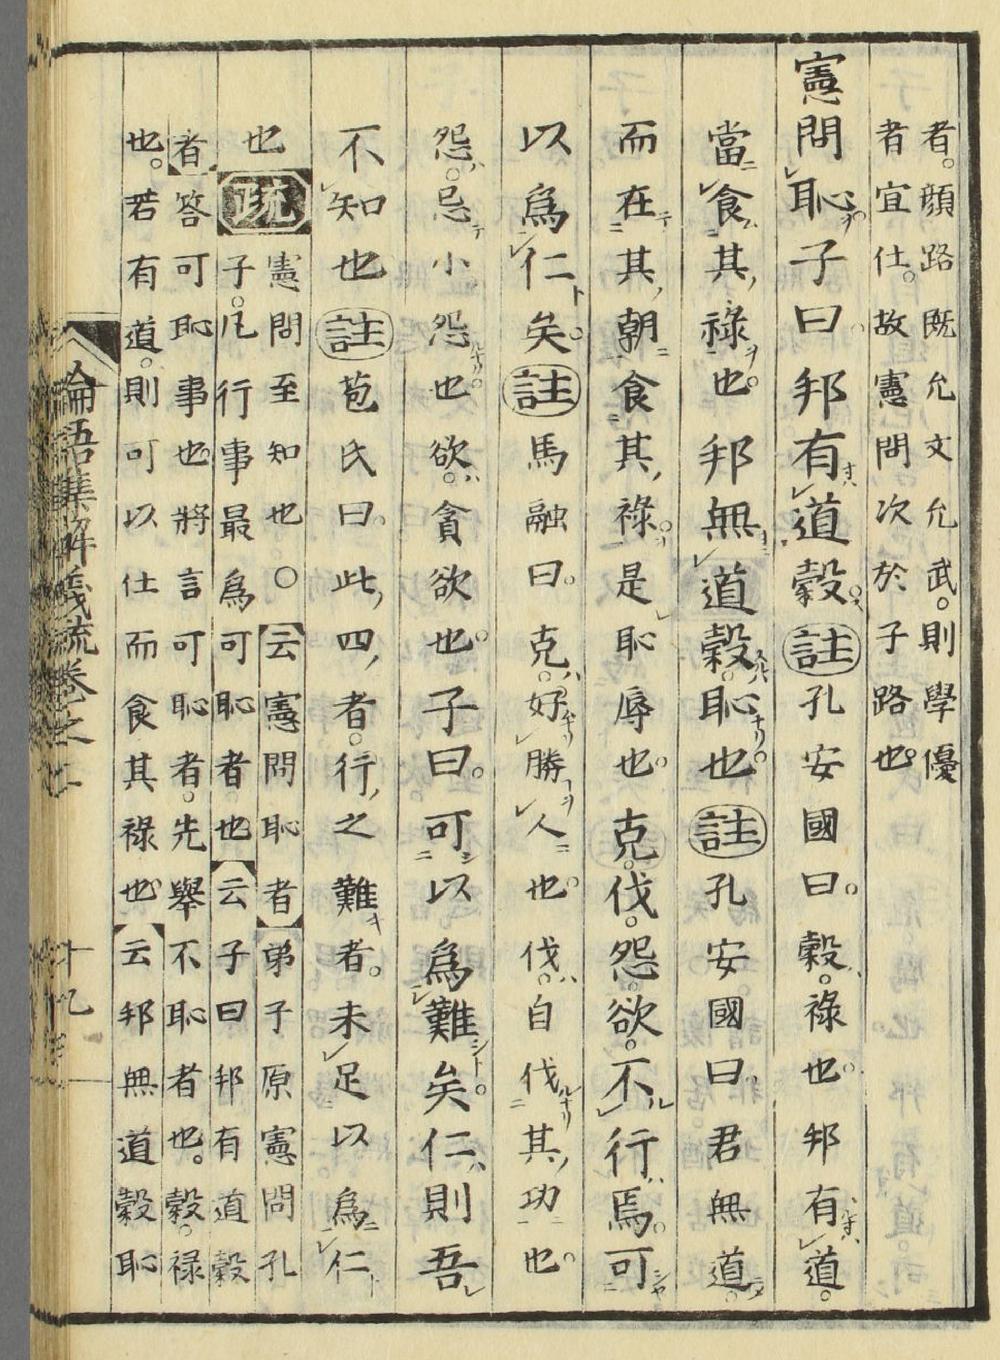 者。顔路既允文允武。則學優
者宜仕。故憲問次於子路也
憲問恥子曰邦有道穀。註孔安國曰。穀。祿也。邦有道。
當食其祿也。邦無道穀。恥也。註孔安國曰。君無道。
而在其朝食其祿。是恥辱也。克。伐。怨。欲。不行焉。可
以爲仁矣。註馬融曰。克。好勝人也。伐。自伐其功也。
怨。忌小怨也。欲。貪欲也。子曰。可以爲難矣。仁則吾
不知也註苞氏曰。此四者。行之難者。未足以爲仁
也疏憲問至知也〇云憲問恥者弟子原憲問孔
子。凡行事最爲可恥者也云子曰邦有道穀
者答可恥事也將言可恥者。先舉不恥者也。穀。祿
也。若有道。則可以仕而食其祿也云邦無道穀恥
論語集解義疏卷之七
十九